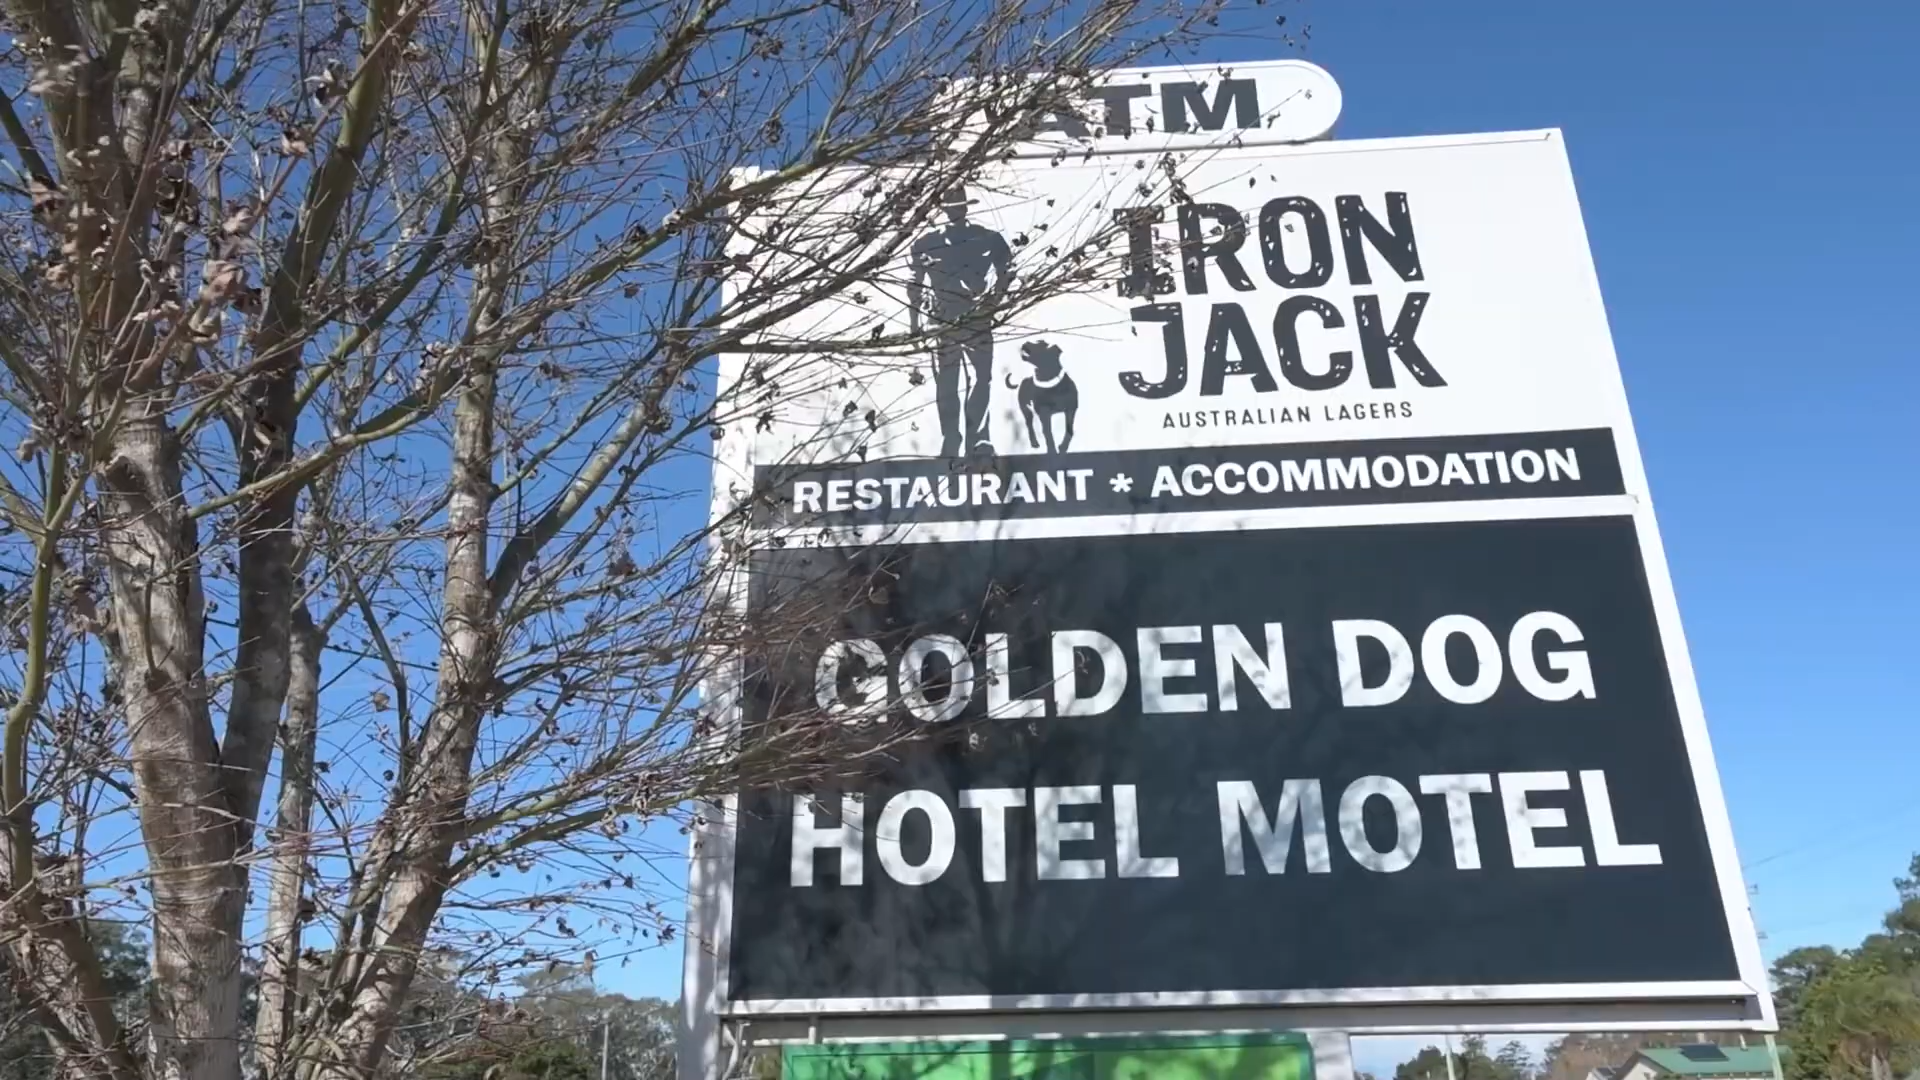 ATM
IRON
JACK
AUSTRALIAN LAGERS
RESTAURANT * ACCOMMODATION
GOLDEN DOG
HOTEL MOTEL